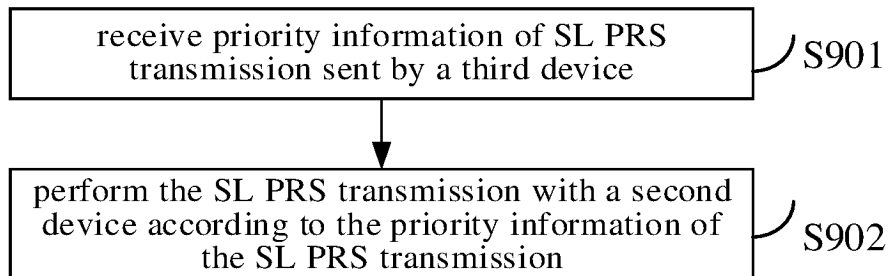 receive priority information of SL PRS
transmission sent by a third device
S901
perform the SL PRS transmission with a second
device according to the priority information of
the SL PRS transmission
S902